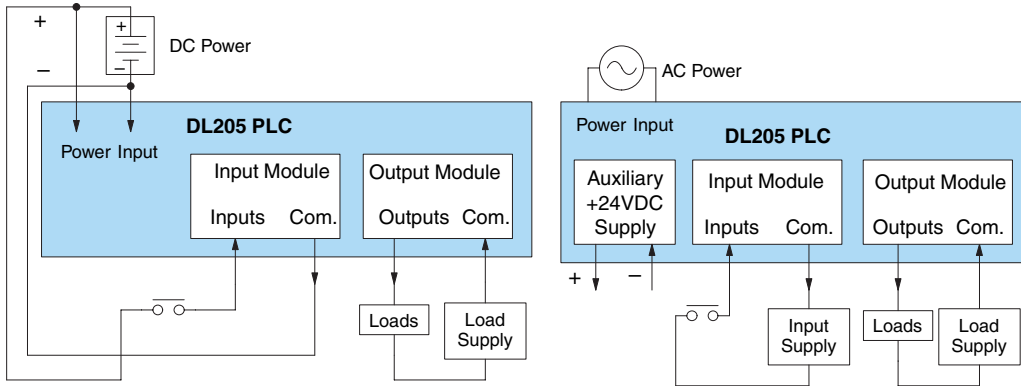 +
−
+
−
DC Power
DL205 PLC
Power Input
Input Module
Inputs Com.
Output Module
Outputs Com.
Loads
Load
Supply
AC Power
Power Input
DL205 PLC
Auxiliary
+24VDC
Supply
+
−
Input Module
Inputs Com.
Output Module
Outputs Com.
Input
Supply
Loads
Load
Supply